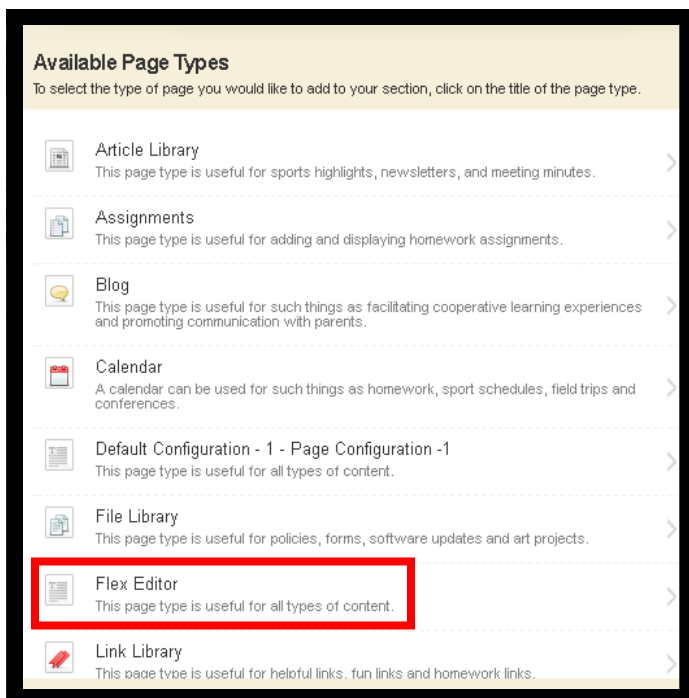 Available Page Types
To select the type of page you would like to add to your section, click on the title of the page type.
Article Library
This page type is useful for sports highlights, newsletters, and meeting minutes.
Assignments
This page type is useful for adding and displaying homework assignments.
Blog
This page type is useful for such things as facilitating cooperative learning experiences
and promoting communication with parents.
Calendar
A calendar can be used for such things as homework, sport schedules, field trips and
conferences.
Default Configuration - 1 - Page Configuration -1
This page type is useful for all types of content.
File Library
This page type is useful for policies, forms, software updates and art projects.
Flex Editor
This page type is useful for all types of content.
Link Library
This page type is useful for helpful links, fun links and homework links.